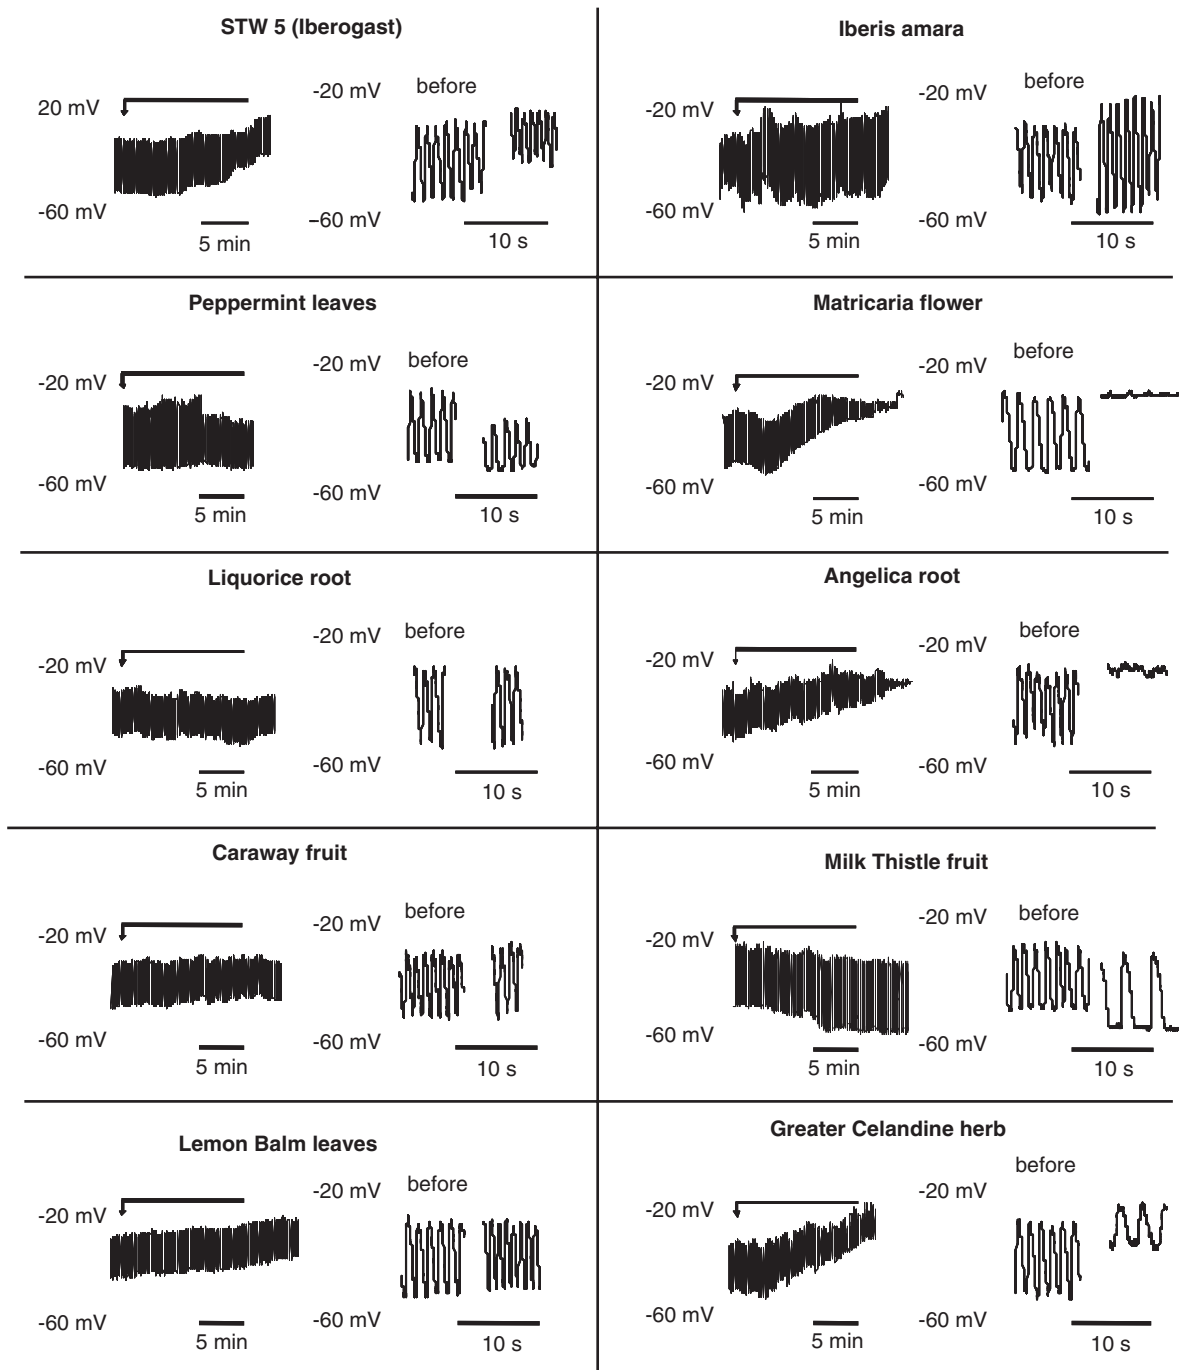 STW 5 (Iberogast)
20 mV
-60 mV
5 min
-20 mV
before
–60 mV
10 s
Iberis amara
-20 mV
-60 mV
5 min
-20 mV
before
-60 mV
10 s
Peppermint leaves
-20 mV
-60 mV
5 min
-20 mV
before
-60 mV
10 s
Matricaria flower
-20 mV
-60 mV
5 min
-20 mV
before
-60 mV
10 s
Liquorice root
-20 mV
-60 mV
5 min
-20 mV
before
-60 mV
10 s
Angelica root
-20 mV
-60 mV
5 min
-20 mV
before
-60 mV
10 s
Caraway fruit
-20 mV
-60 mV
5 min
-20 mV
before
-60 mV
10 s
Milk Thistle fruit
-20 mV
-60 mV
5 min
-20 mV
before
-60 mV
10 s
Lemon Balm leaves
-20 mV
-60 mV
5 min
-20 mV
before
-60 mV
10 s
Greater Celandine herb
-20 mV
-60 mV
5 min
before
-20 mV
-60 mV
10 s